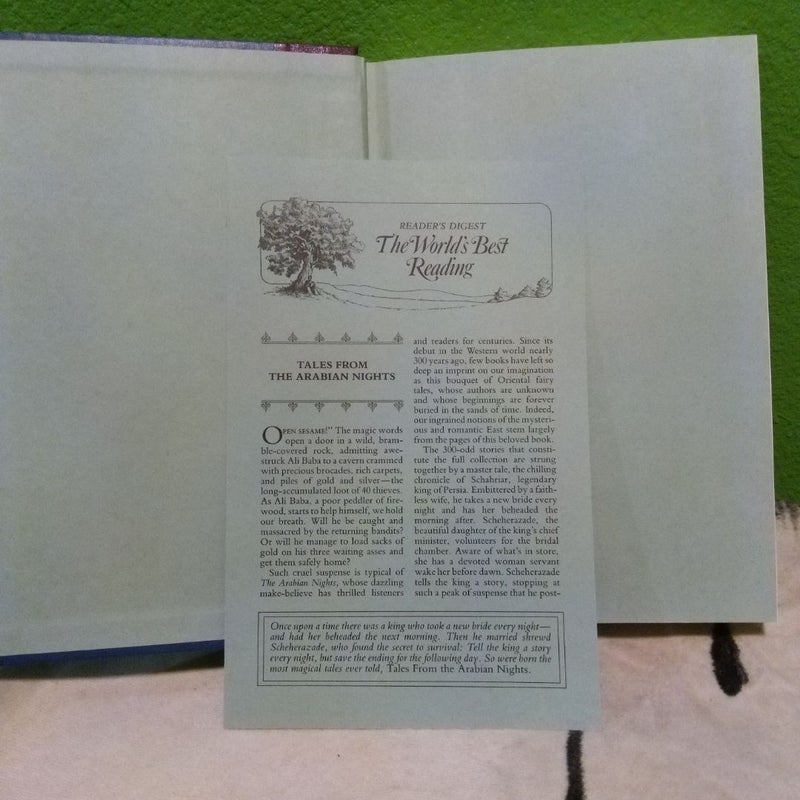 READER'S DIGEST
The World's Best
Reading
TALES FROM
THE ARABIAN NIGHTS
OPEN SESAME!" The magic words
open a door in a wild, bram-
ble-covered rock, admitting awe-
struck Ali Baba to a cavern crammed
with precious brocades, rich carpets,
and piles of gold and silver—the
long-accumulated loot of 40 thieves.
As Ali Baba, a poor peddler of fire-
wood, starts to help himself, we hold
our breath. Will he be caught and
massacred by the returning bandits?
Or will he manage to load sacks of
gold on his three waiting asses and
get them safely home?
Such cruel suspense is typical of
The Arabian Nights, whose dazzling
make-believe has thrilled listeners
and readers for centuries. Since its
debut in the Western world nearly
300 years ago, few books have left so
deep an imprint on our imagination
as this bouquet of Oriental fairy
tales, whose authors are unknown
and whose beginnings are forever
buried in the sands of time. Indeed,
our ingrained notions of the mysteri-
ous and romantic East stem largely
from the pages of this beloved book.
The 300-odd stories that consti-
tute the full collection are strung
together by a master tale, the chilling
chronicle of Schahriar, legendary
king of Persia. Embittered by a faith-
less wife, he takes a new bride every
night and has her beheaded the
morning after. Scheherazade, the
beautiful daughter of the king's chief
minister, volunteers for the bridal
chamber. Aware of what's in store,
she has a devoted woman servant
wake her before dawn. Scheherazade
tells the king a story, stopping at
such a peak of suspense that he post-
Once upon a time there was a king who took a new bride every night—
and had her beheaded the next morning. Then he married shrewd
Scheherazade, who found the secret to survival: Tell the king a story
every night, but save the ending for the following day. So were born the
most magical tales ever told, Tales From the Arabian Nights.